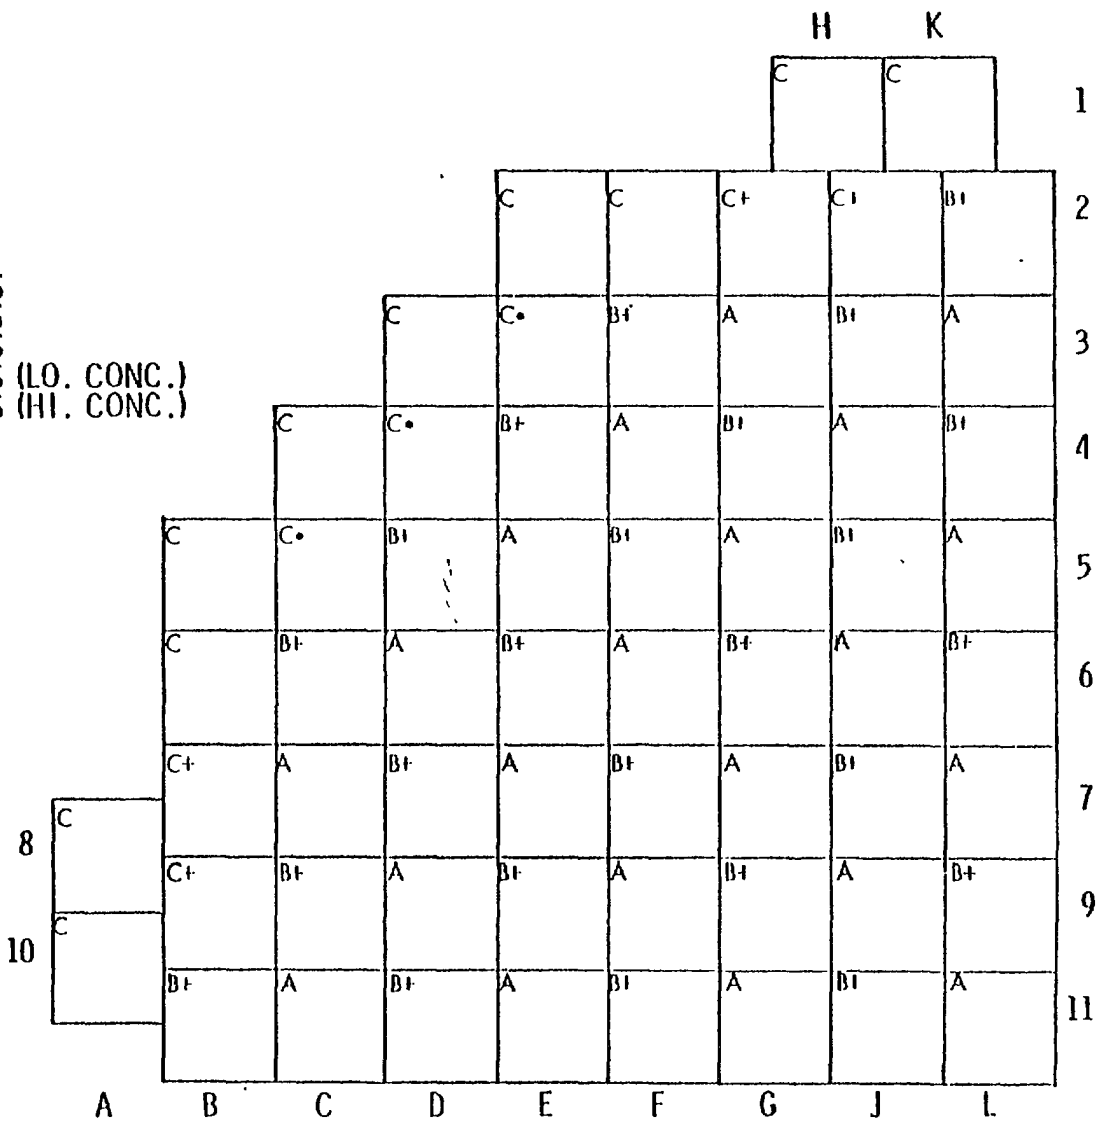 H K
C C 1
C C C+ C+ B+ 2
C C• B+ A B+ A 3
(LO. CONC.)
(HI. CONC.)
C C• B+ A B+ A B+ 4
C C• B+ A B+ A B+ A 5
C B+ A B+ A B+ A B+ 6
C+ A B+ A B+ A B+ A 7
8 C
C+ B+ A B+ A B+ A B+ 9
10 C
B+ A B+ A B+ A B+ A 11
A B C D E F G J L